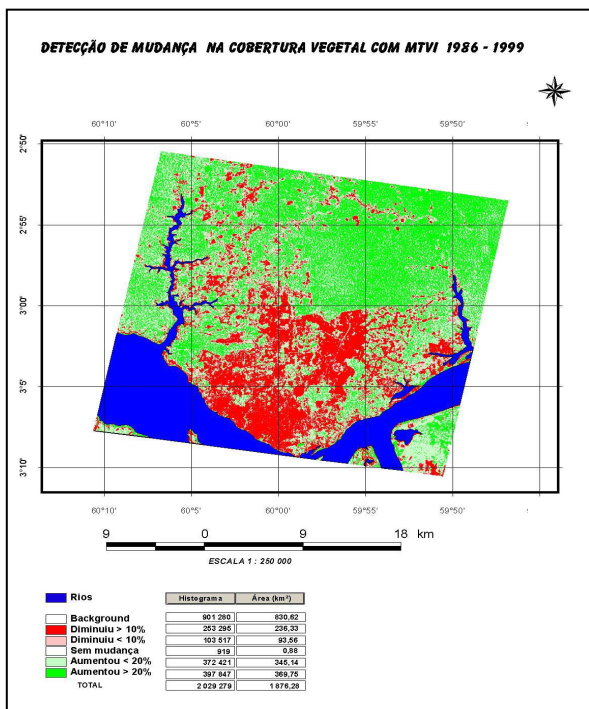 DETECÇÃO DE MUDANÇA NA COBERTURA VEGETAL COM MTVI 1986 - 1999
60°10' 60°5' 60°00' 59°55' 59°50'
2°50'
2°55'
3°00'
3°5'
3°10'
60°10' 60°5' 60°00' 59°55' 59°50'
9 0 9 18 km
ESCALA 1 : 250 000
Rios Histograma Área (km²)
Background 901 280 830,62
Diminuiu > 10% 253 295 236,33
Diminuiu < 10% 103 517 93,56
Sem mudança 919 0,88
Aumentou < 20% 372 421 345,14
Aumentou > 20% 397 847 369,75
TOTAL 2 029 279 1 876,28